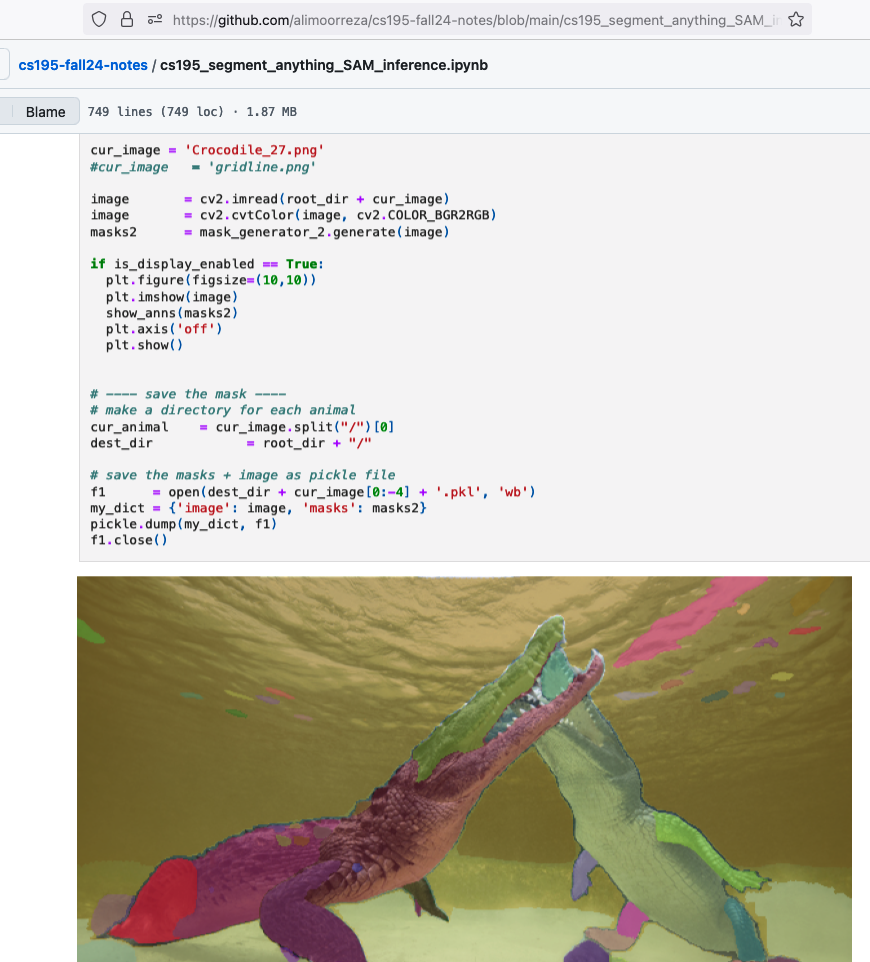 https://github.com/alimoorreza/cs195-fall24-notes/blob/main/cs195_segment_anything_SAM_in
cs195-fall24-notes / cs195_segment_anything_SAM_inference.ipynb
Blame 749 lines (749 loc) · 1.87 MB
cur_image = 'Crocodile_27.png'
#cur_image   = 'gridline.png'
image       = cv2.imread(root_dir + cur_image)
image       = cv2.cvtColor(image, cv2.COLOR_BGR2RGB)
masks2      = mask_generator_2.generate(image)
if is_display_enabled == True:
  plt.figure(figsize=(10,10))
  plt.imshow(image)
  show_anns(masks2)
  plt.axis('off')
  plt.show()
# ---- save the mask ----
# make a directory for each animal
cur_animal    = cur_image.split("/")[0]
dest_dir            = root_dir + "/"
# save the masks + image as pickle file
f1      = open(dest_dir + cur_image[0:-4] + '.pkl', 'wb')
my_dict = {'image': image, 'masks': masks2}
pickle.dump(my_dict, f1)
f1.close()